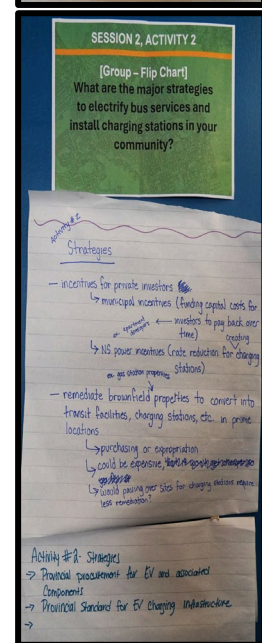 SESSION 2, ACTIVITY 2
[Group – Flip Chart]
What are the major strategies
to electrify bus services and
install charging stations in your
community?
Activity #2
Strategies
— incentives for private investors
↳ municipal incentives (funding capital costs for
ex. apartment developers ← investors to pay back over
time)
↳ NS power incentives (rate reduction for creating charging
stations)
ex. gas station properties
— remediate brownfield properties to convert into
transit facilities, charging stations, etc. in prime
locations
↳ purchasing or expropriation
↳ could be expensive,
↳ would paving over sites for charging stations require
less remediation?
Activity #2 - Strategies
→ Provincial procurement for EV and associated
Components
→ Provincial Standard for EV charging infrastructure
→